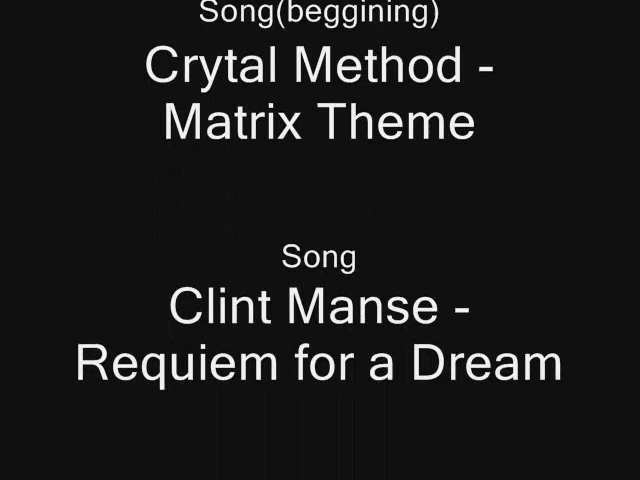 Song(beggining)
Crytal Method -
Matrix Theme
Song
Clint Manse -
Requiem for a Dream